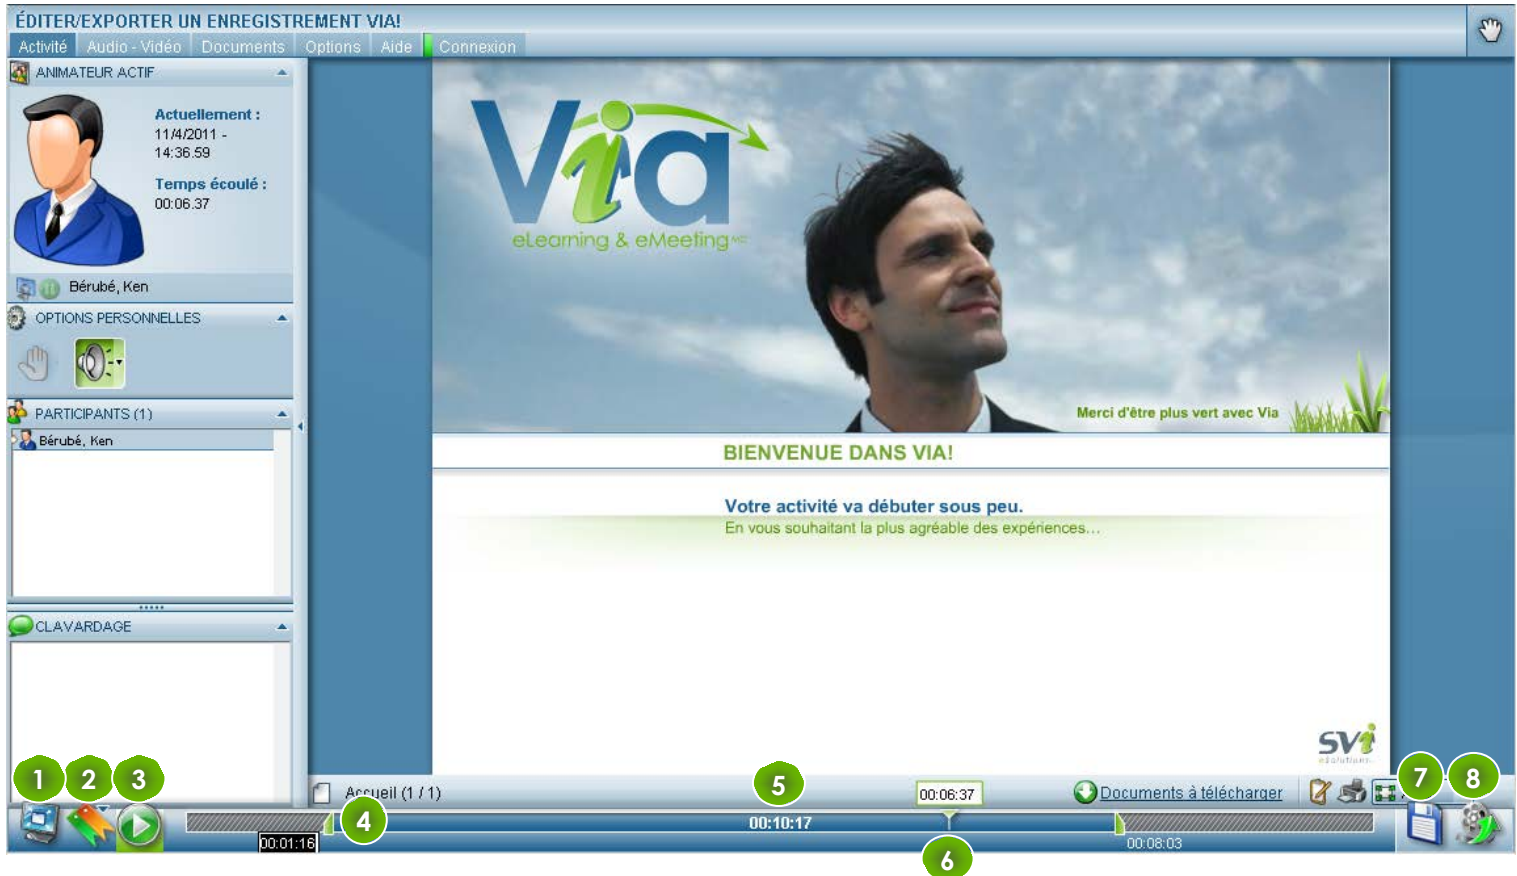 ÉDITER/EXPORTER UN ENREGISTREMENT VIA!
Activité Audio - Vidéo Documents Options Aide Connexion
ANIMATEUR ACTIF
Actuellement :
11/4/2011 -
14:36.59
Temps écoulé :
00:06.37
Bérubé, Ken
OPTIONS PERSONNELLES
PARTICIPANTS (1)
Bérubé, Ken
CLAVARDAGE
Via
eLearning & eMeeting MC
Merci d'être plus vert avec Via
BIENVENUE DANS VIA!
Votre activité va débuter sous peu.
En vous souhaitant la plus agréable des expériences...
SVi
eSolutions
1 2 3 5 7 8
Accueil (1 / 1) 00:06:37 Documents à télécharger
4
00:10:17
00:01:16 00:08:03
6